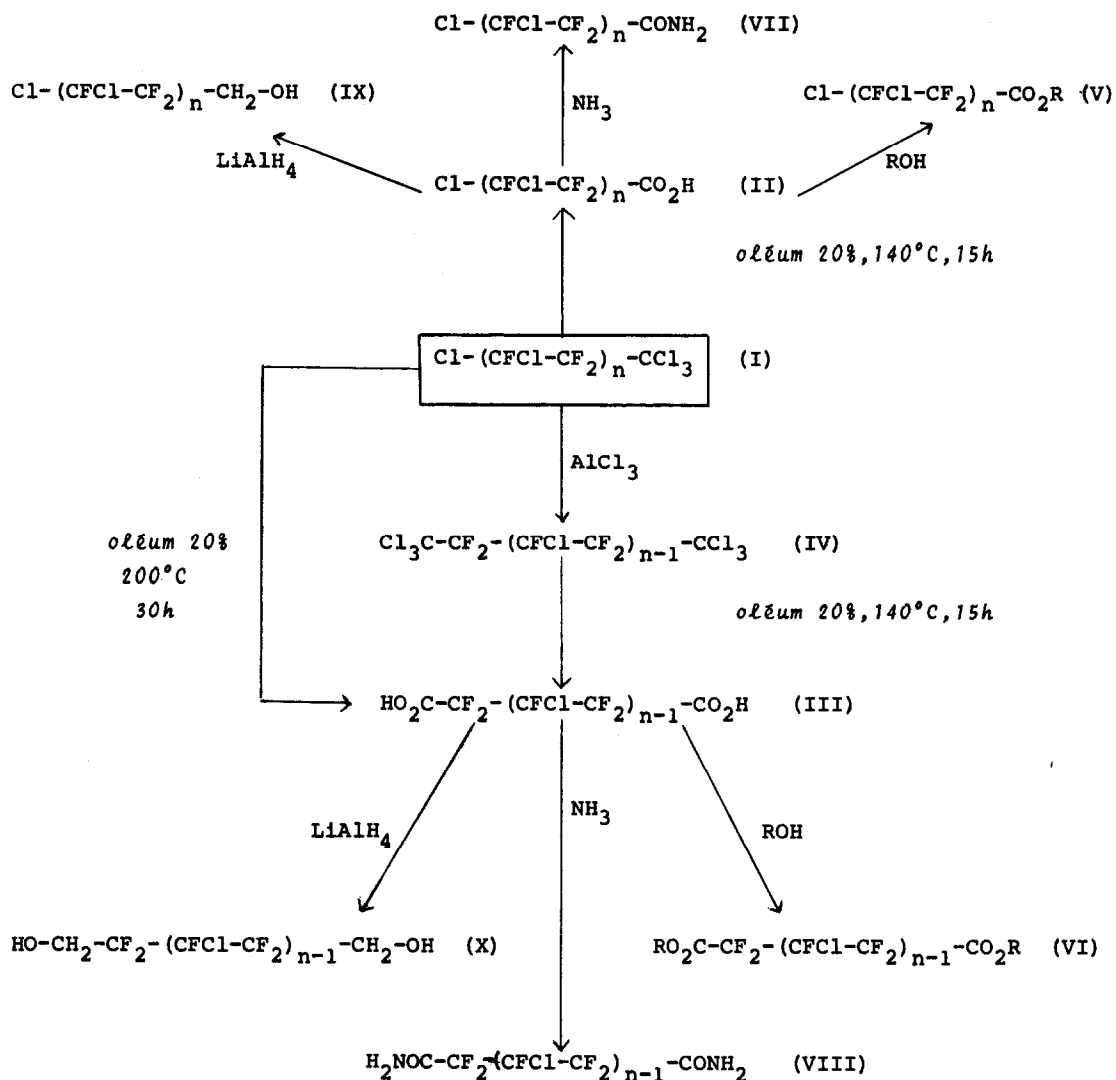 Cl-(CFCl-CF2)n-CONH2 (VII)
Cl-(CFCl-CF2)n-CH2-OH (IX)
NH3
Cl-(CFCl-CF2)n-CO2R (V)
LiAlH4
Cl-(CFCl-CF2)n-CO2H (II)
ROH
oléum 20%,140°C,15h
Cl-(CFCl-CF2)n-CCl3 (I)
AlCl3
Cl3C-CF2-(CFCl-CF2)n-1-CCl3 (IV)
oléum 20%
200°C
30h
oléum 20%,140°C,15h
HO2C-CF2-(CFCl-CF2)n-1-CO2H (III)
LiAlH4
NH3
ROH
HO-CH2-CF2-(CFCl-CF2)n-1-CH2-OH (X)
RO2C-CF2-(CFCl-CF2)n-1-CO2R (VI)
H2NOC-CF2-(CFCl-CF2)n-1-CONH2 (VIII)